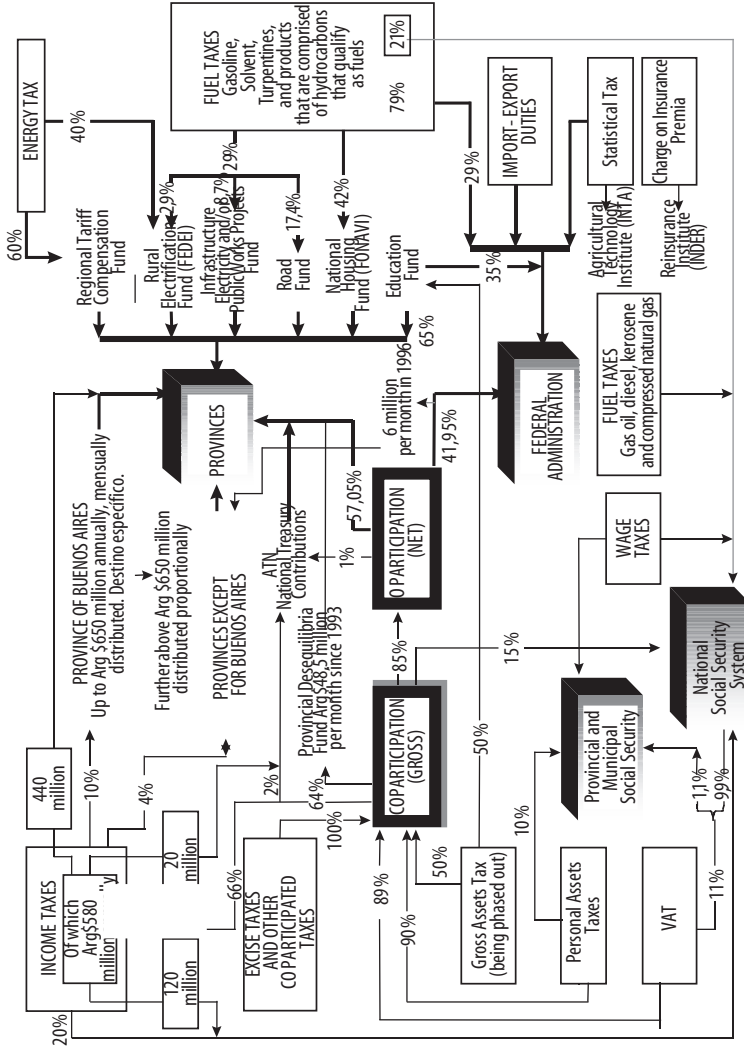 INCOME TAXES
Of which
Arg$580
million
"y
20%
440
million
20
million
120
million
10%
4%
2%
66%
64%
PROVINCE OF BUENOS AIRES
Up to Arg $650 million annually, mensually
distributed. Destino específico.
Further above Arg $650 million
distributed proportionally
PROVINCES EXCEPT
FOR BUENOS AIRES
ATN
National Treasury
Contributions
Provincial Desequilibria
Fund Arg $48,5 million
per month since 1993
EXCISE TAXES
AND OTHER
COPARTICIPATED
TAXES
100%
COPARTICIPATION
(GROSS)
85%
15%
OPARTICIPATION
(NET)
1%
57,05%
41,95%
6 million
per month in 1996
PROVINCES
ENERGY TAX
60%
40%
Regional Tariff
Compensation
Fund
Rural
Electrification
Fund (FEDEI)
2,9%
Infrastructure
Electricity and/or
Public Works Projects
Fund
8,7%
29%
Road
Fund
17,4%
National
Housing
Fund (FONAVI)
42%
Education
Fund
65%
35%
FUEL TAXES
Gasoline,
Solvent,
Turpentines,
and products
that are comprised
of hydrocarbons
that qualify
as fuels
79%
21%
29%
IMPORT-EXPORT
DUTIES
Statistical Tax
Charge on Insurance
Premia
Agricultural
Technology
Institute (INTA)
Reinsurance
Institute
(INDER)
FEDERAL
ADMINISTRATION
FUEL TAXES
Gas oil, diesel, kerosene
and compressed natural gas
WAGE
TAXES
Gross Assets Tax
(being phased out)
50%
50%
89%
90%
Personal Assets
Taxes
10%
Provincial and
Municipal
Social Security
VAT
11%
1,1%
99%
National
Social Security
System